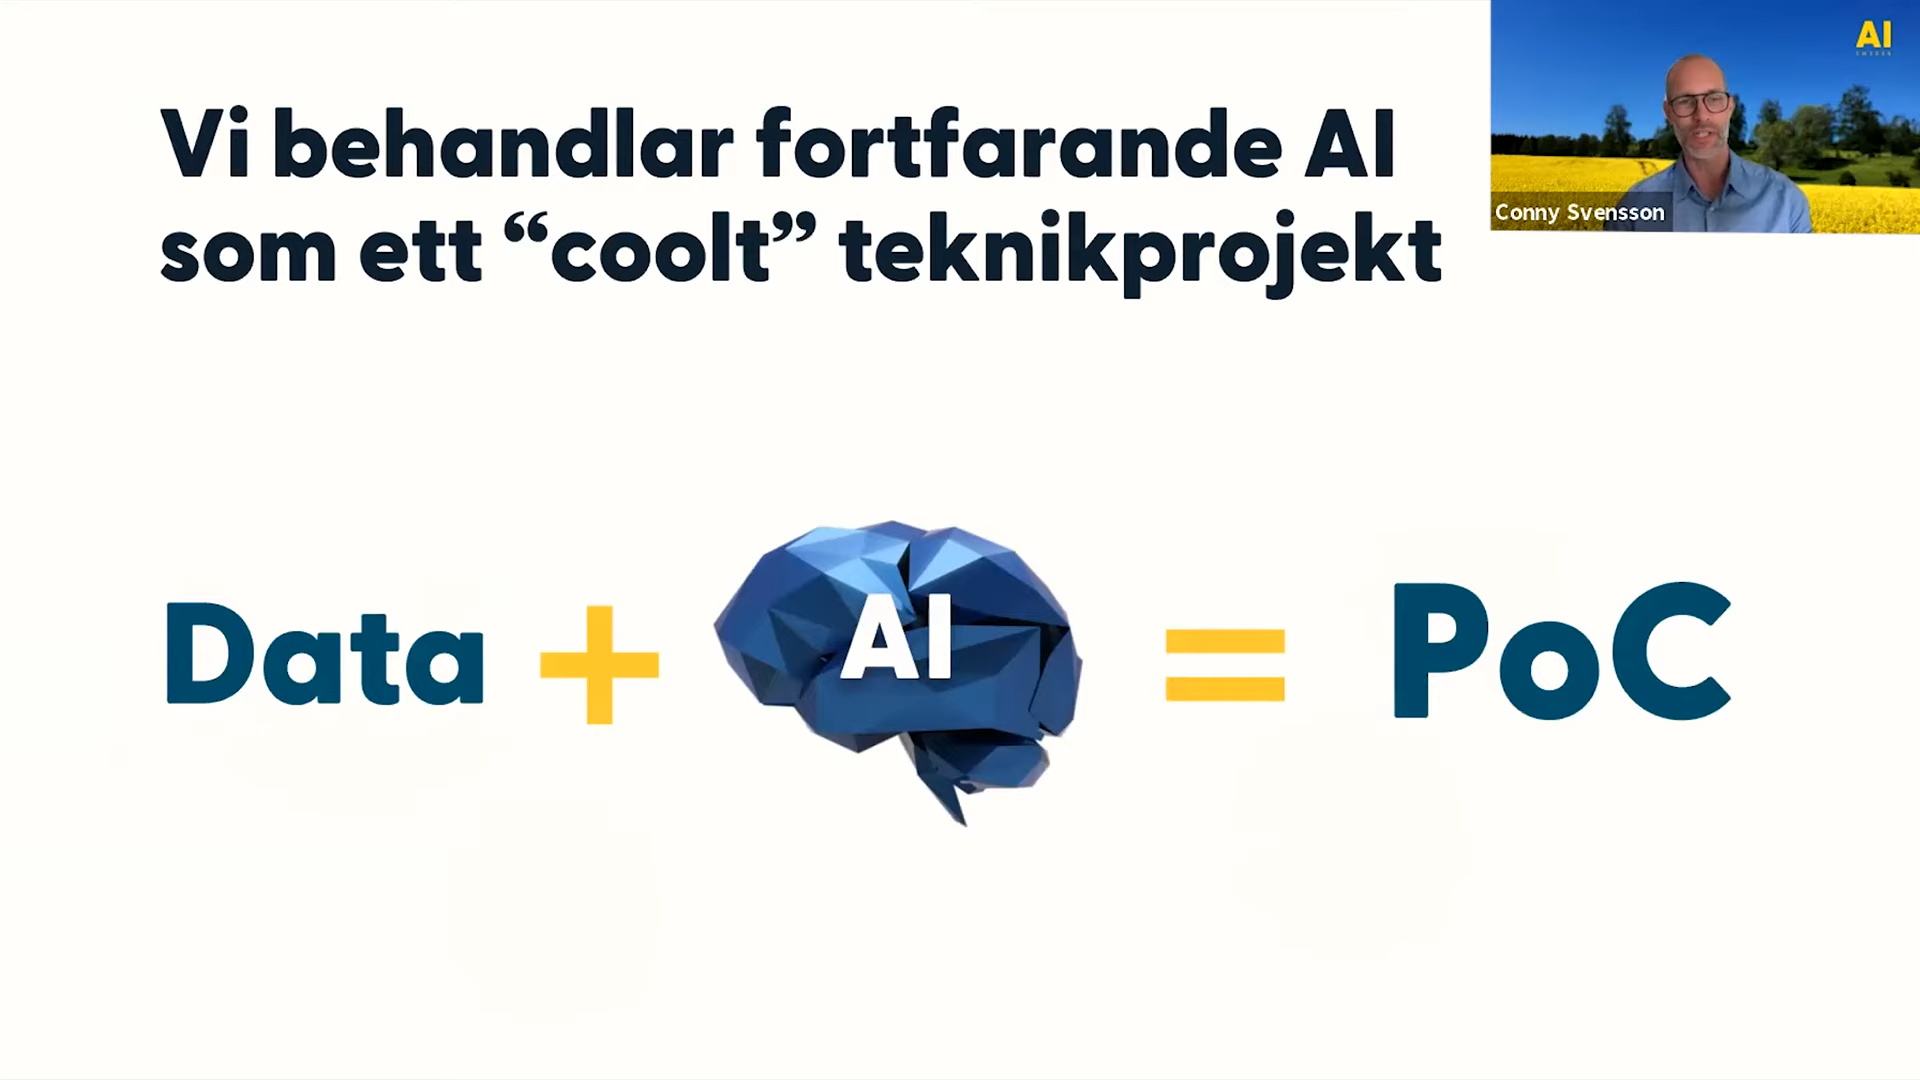 Vi behandlar fortfarande AI
som ett “coolt” teknikprojekt
AI
Conny Svensson
Data + AI = PoC